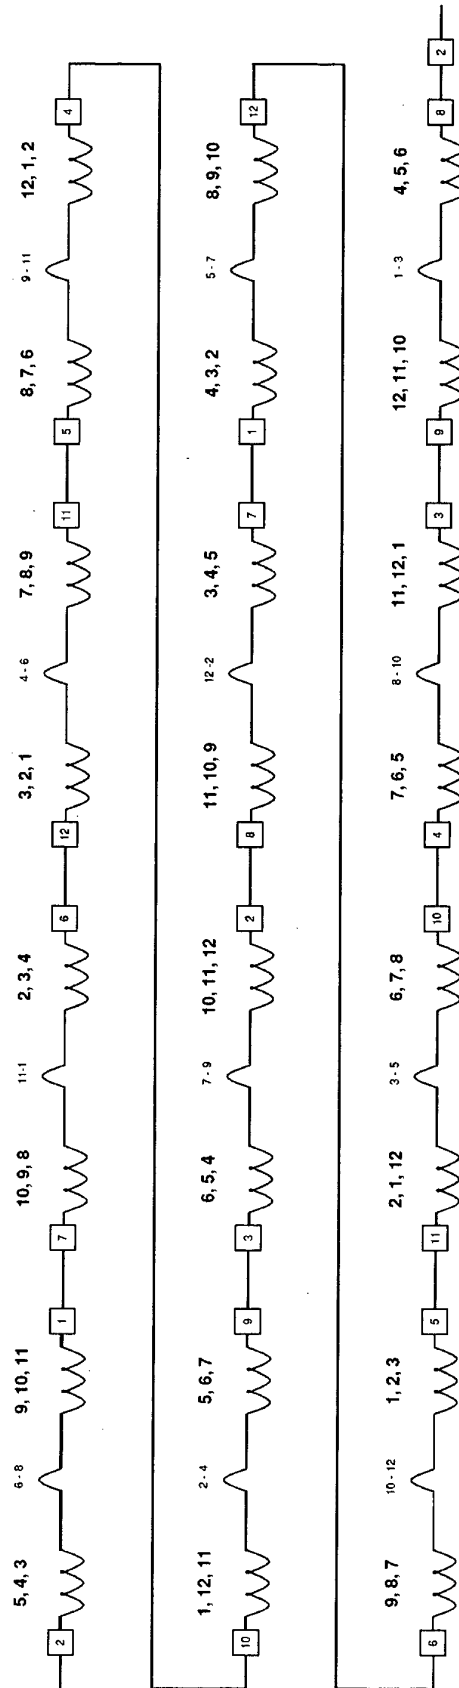 5, 4, 3 6 - 8 9, 10, 11 10, 9, 8 11-1 2, 3, 4 3, 2, 1 4 - 6 7, 8, 9 8, 7, 6 9 - 11 12, 1, 2
2 1 7 6 12 11 5 4
1, 12, 11 2 - 4 5, 6, 7 6, 5, 4 7 - 9 10, 11, 12 11, 10, 9 12 -2 3, 4, 5 4, 3, 2 5 - 7 8, 9, 10
10 9 3 2 8 7 1 12
9, 8, 7 10 - 12 1, 2, 3 2, 1, 12 3 - 5 6, 7, 8 7, 6, 5 8 - 10 11, 12, 1 12, 11, 10 1 - 3 4, 5, 6
6 5 11 10 4 3 9 8 2